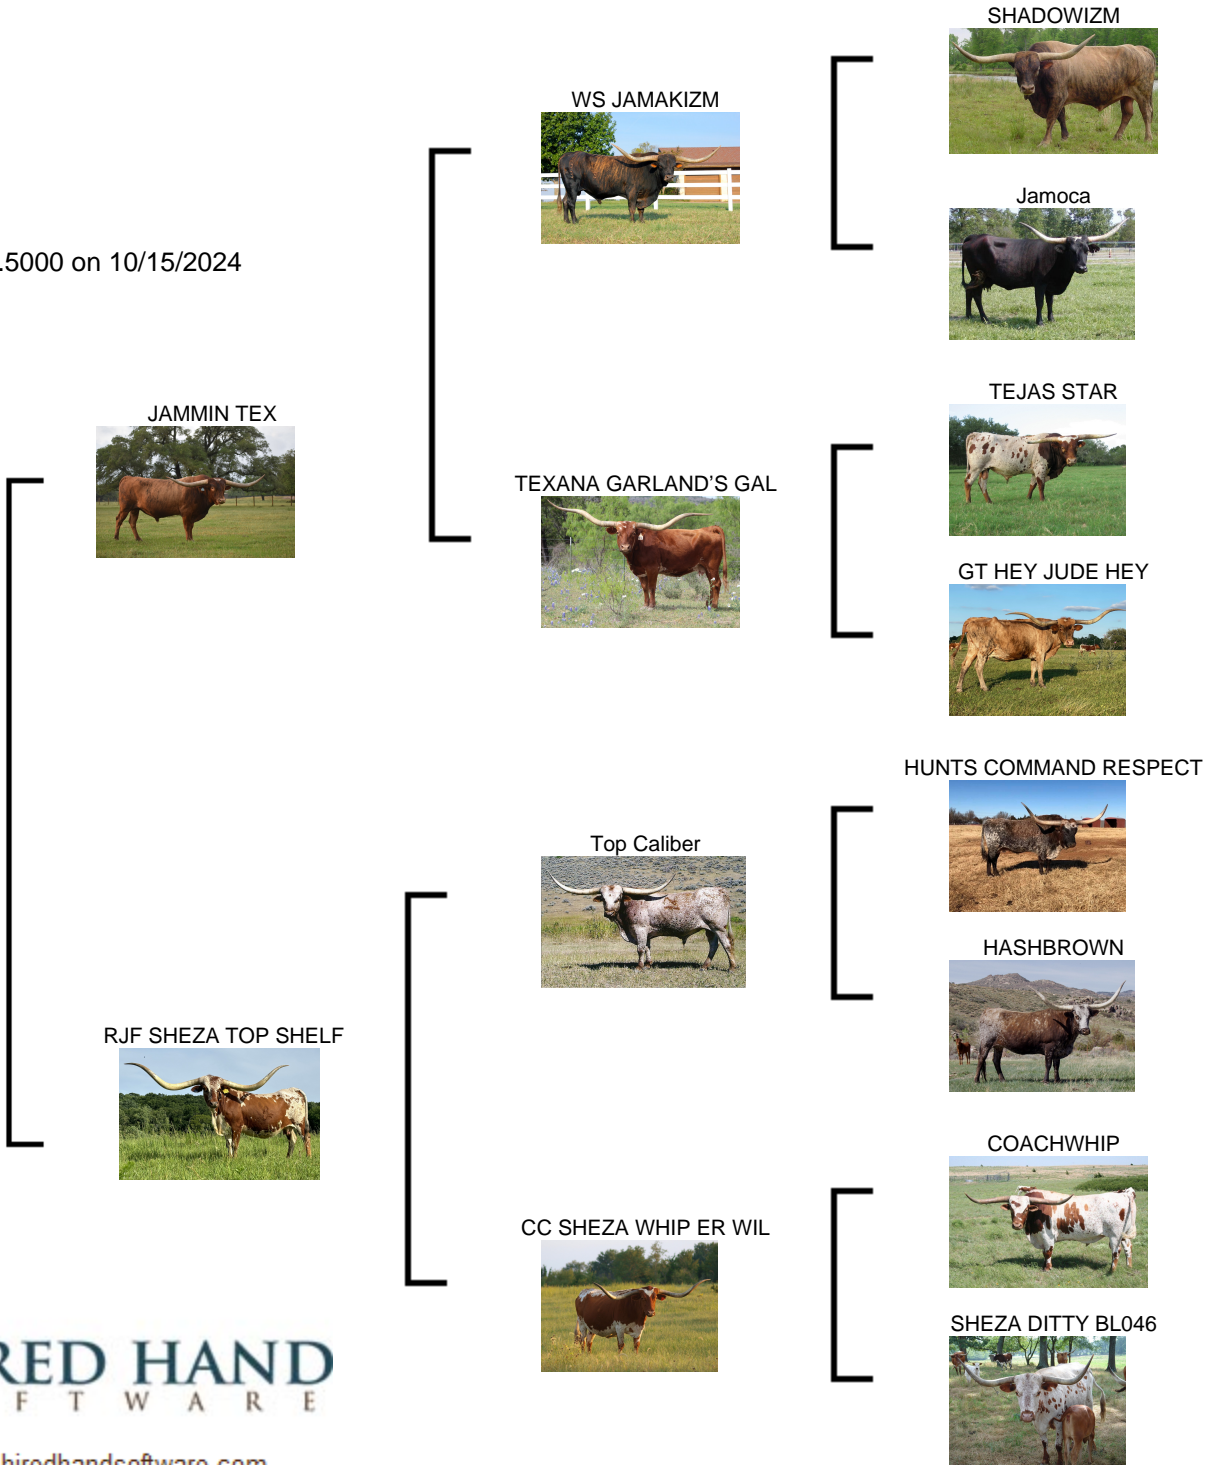 SHADOWIZM
WS JAMAKIZM
Jamoca
.5000 on 10/15/2024
TEJAS STAR
JAMMIN TEX
TEXANA GARLAND'S GAL
GT HEY JUDE HEY
HUNTS COMMAND RESPECT
Top Caliber
HASHBROWN
RJF SHEZA TOP SHELF
COACHWHIP
CC SHEZA WHIP ER WIL
SHEZA DITTY BL046
RED HAND
F T W A R E
hiredhandsoftware.com